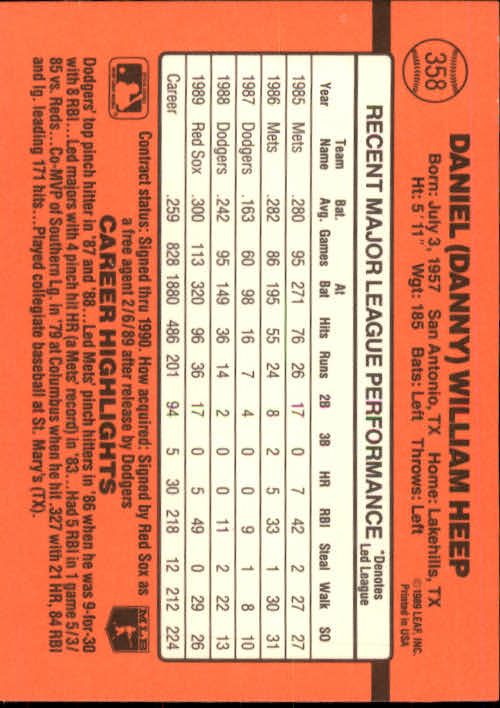 358
DANIEL (DANNY) WILLIAM HEEP
Born: July 3, 1957 San Antonio, TX Home: Lakehills, TX
Ht: 5' 11" Wgt: 185 Bats: Left Throws: Left
©1989 LEAF, INC.
Printed in USA
RECENT MAJOR LEAGUE PERFORMANCE
*Denotes
Led League
Year Team Name Bat. Avg. Games At Bat Hits Runs 2B 3B HR RBI Steal Walk SO
1985 Mets .280 95 271 76 26 17 0 7 42 2 27 27
1986 Mets .282 86 195 55 24 8 2 5 33 1 30 31
1987 Dodgers .163 60 98 16 7 4 0 0 9 1 8 10
1988 Dodgers .242 95 149 36 14 2 0 0 11 2 22 13
1989 Red Sox .300 113 320 96 36 17 0 5 49 0 29 26
Career .259 828 1880 486 201 94 5 30 218 12 212 224
Contract status: Signed thru 1990. How acquired: Signed by Red Sox as
a free agent 2/6/89 after release by Dodgers
MLB
CAREER HIGHLIGHTS
Dodgers' top pinch hitter in '87 and '88...Led Mets' pinch hitters in '86 when he was 9-for-30
with 8 RBI...Led majors with 4 pinch hit HR (a Mets' record) in '83...Had 5 RBI in 1 game 5/3/
85 vs. Reds...Co-MVP of Southern Lg. in '79 at Columbus when he hit .327 with 21 HR, 84 RBI
and lg. leading 171 hits...Played collegiate baseball at St. Mary's (TX).